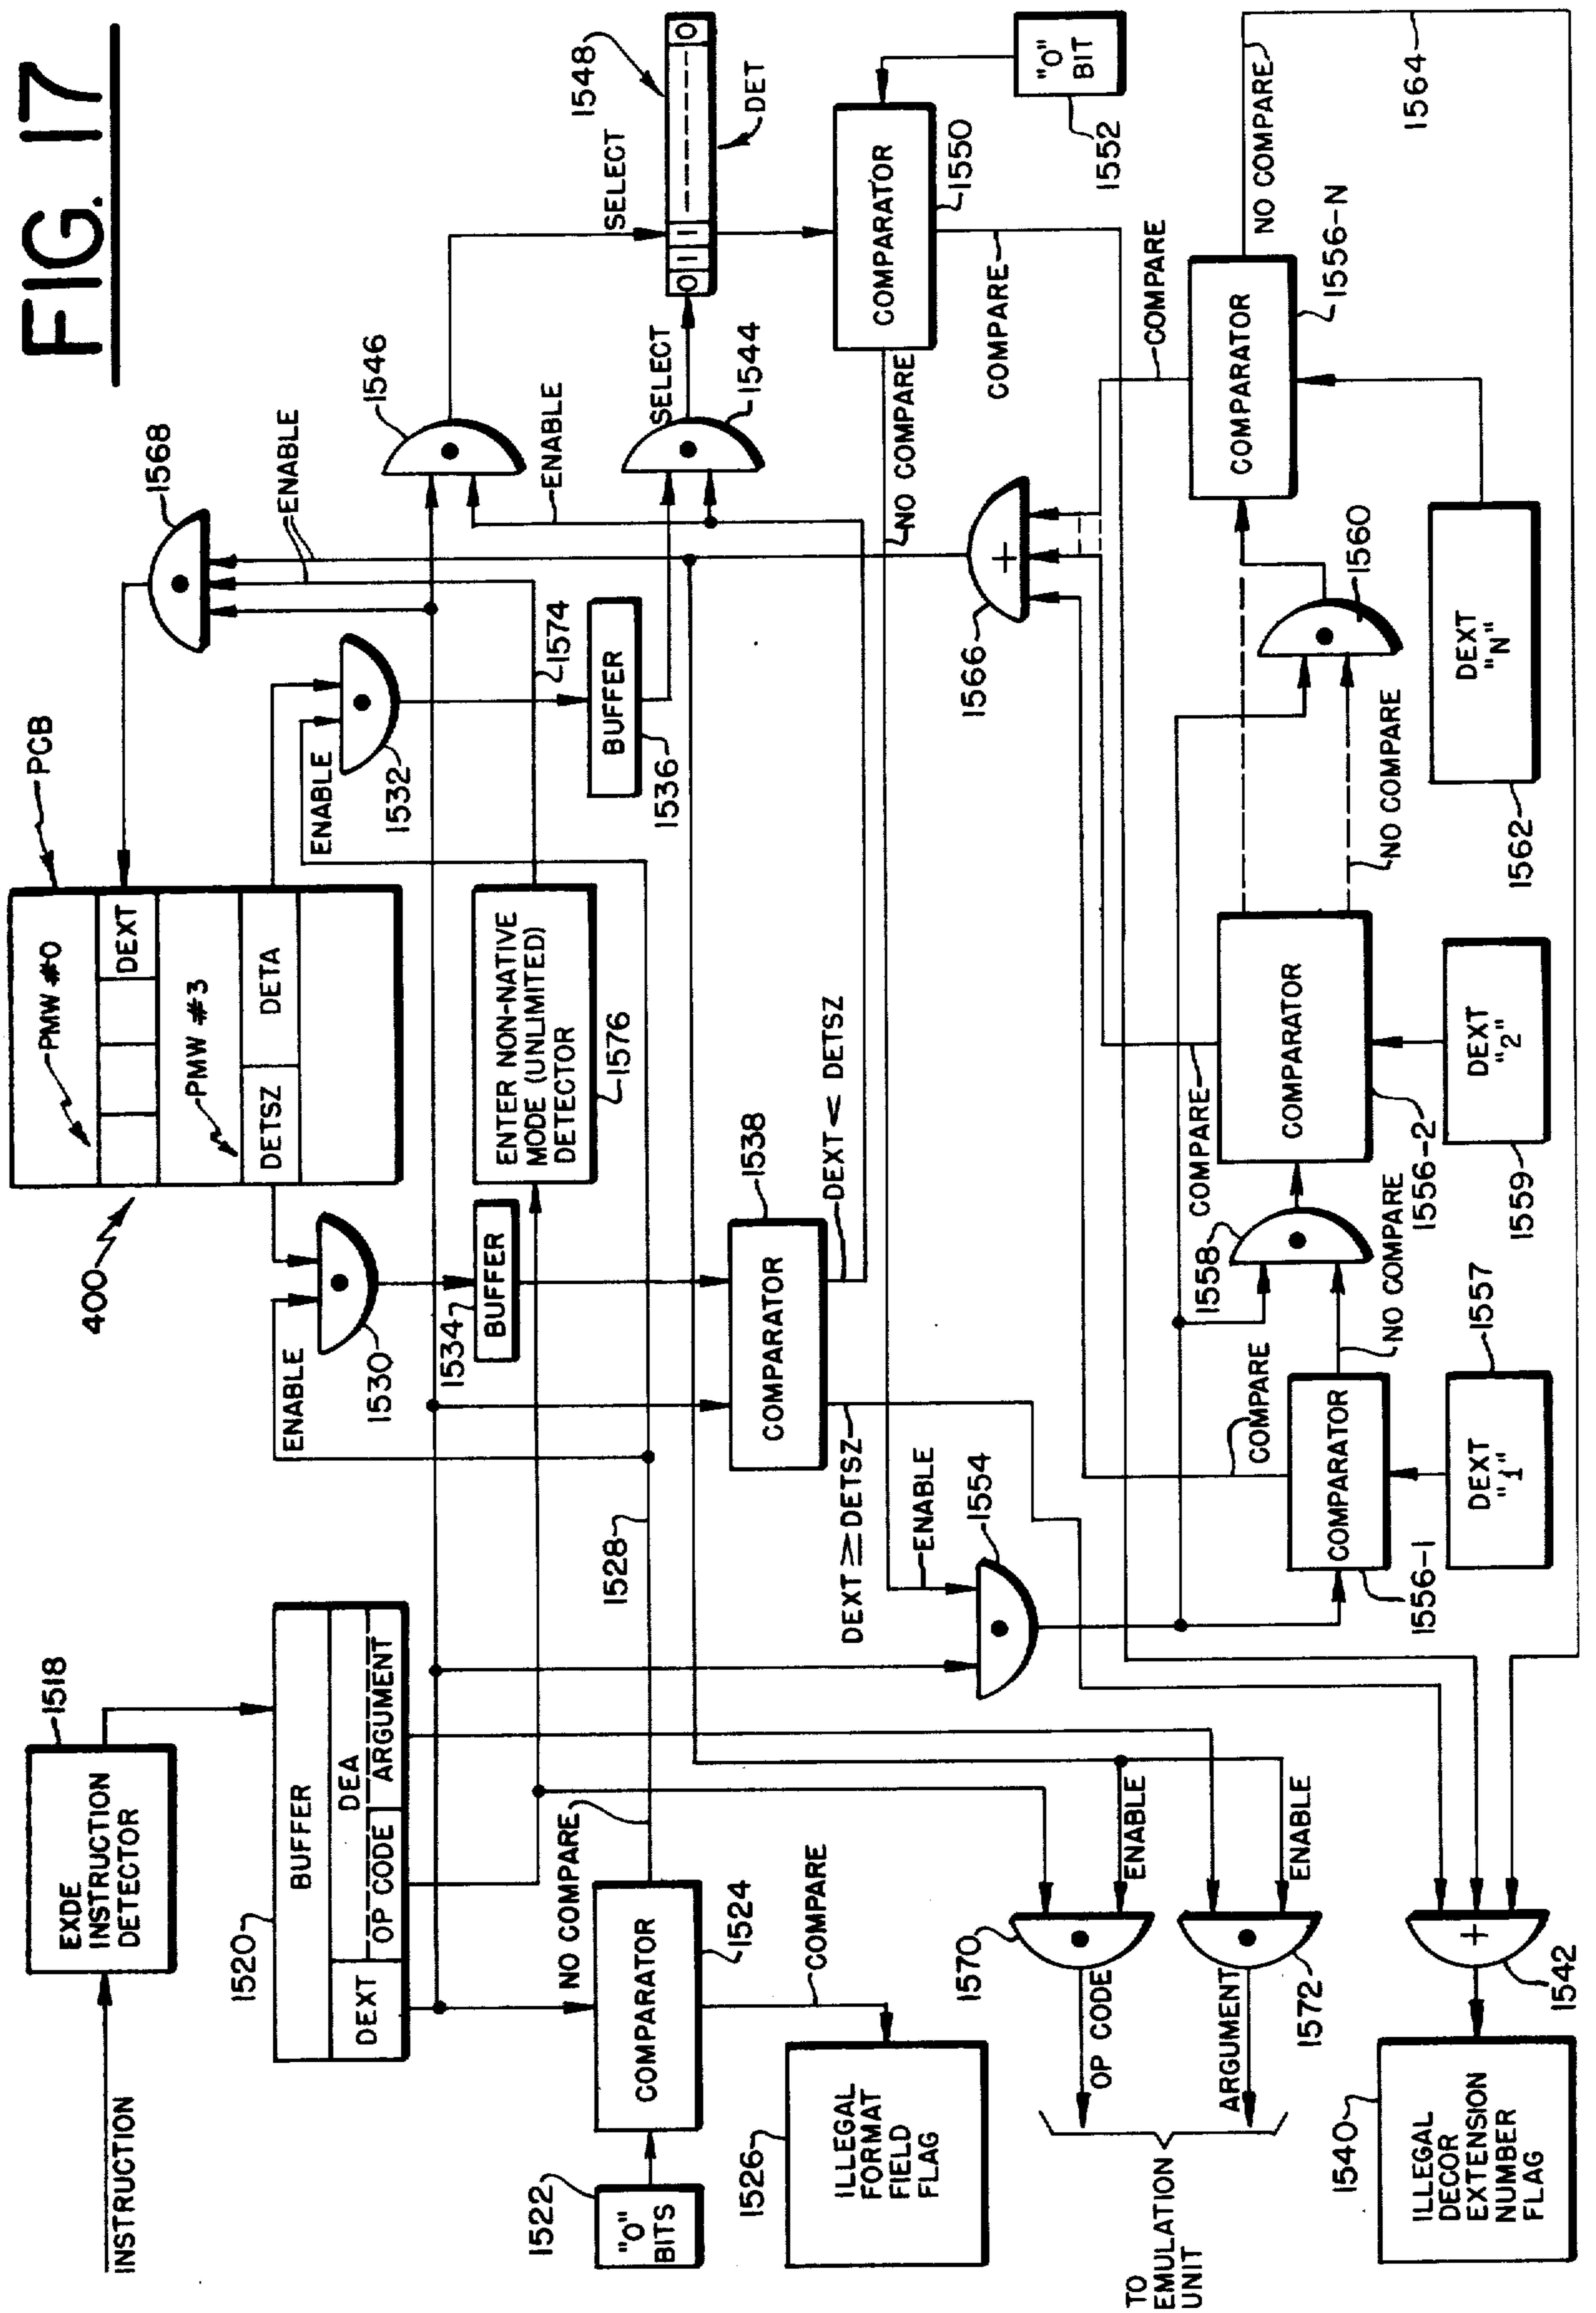 FIG. 17
INSTRUCTION
EXDE
INSTRUCTION
DETECTOR
1518
1520
BUFFER
DEXT
DEA
OP CODE
ARGUMENT
1522
"0"
BITS
COMPARATOR
1524
NO COMPARE
COMPARE
1526
ILLEGAL
FORMAT
FIELD
FLAG
1528
400
PCB
PMW #0
DEXT
PMW #3
DETSZ
DETA
ENABLE
1530
ENABLE
1532
1534
BUFFER
BUFFER
1536
ENTER NON-NATIVE
MODE (UNLIMITED)
DETECTOR
1576
1574
1568
ENABLE
1546
ENABLE
SELECT
1544
SELECT
1548
0
1
1
0
DET
COMPARATOR
1538
DEXT < DETSZ
DEXT ≥ DETSZ
COMPARATOR
1550
"0"
BIT
1552
NO COMPARE
COMPARE
ENABLE
1554
1566
COMPARATOR
1556-1
DEXT
"1"
1557
COMPARE
NO COMPARE
1558
COMPARATOR
1556-2
DEXT
"2"
1559
COMPARE
NO COMPARE
1560
COMPARATOR
1556-N
DEXT
"N"
1562
COMPARE
NO COMPARE
1564
1570
OP CODE
ENABLE
1572
ARGUMENT
ENABLE
TO
EMULATION
UNIT
1540
ILLEGAL
DECOR
EXTENSION
NUMBER
FLAG
1542